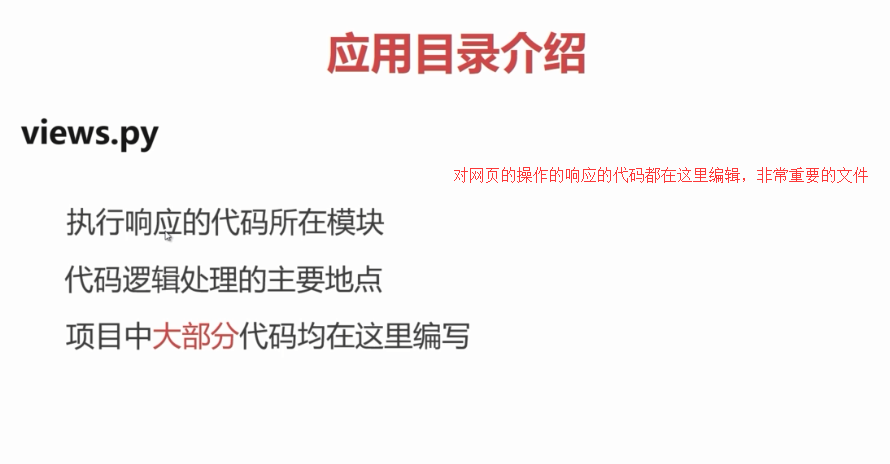 应用目录介绍
views.py
对网页的操作的响应的代码都在这里编辑，非常重要的文件
执行响应的代码所在模块
代码逻辑处理的主要地点
项目中大部分代码均在这里编写